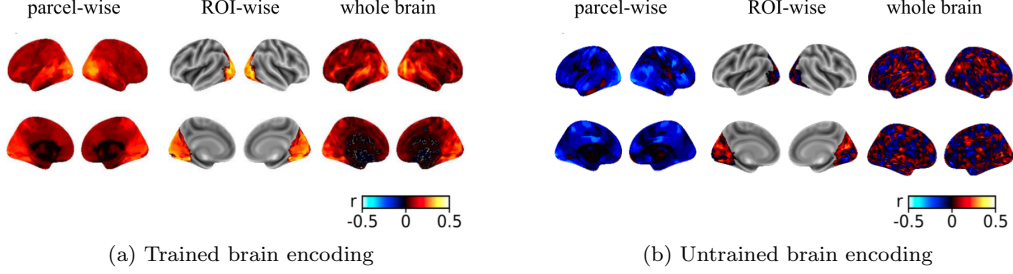 parcel-wise ROI-wise whole brain
parcel-wise ROI-wise whole brain
r
-0.5 0 0.5
r
-0.5 0 0.5
(a) Trained brain encoding
(b) Untrained brain encoding